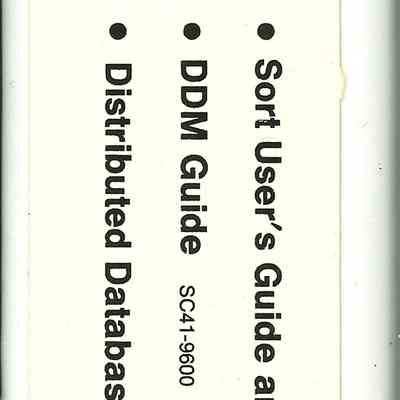 • Sort User's Guide a
• DDM Guide SC41-9600
• Distributed Databas